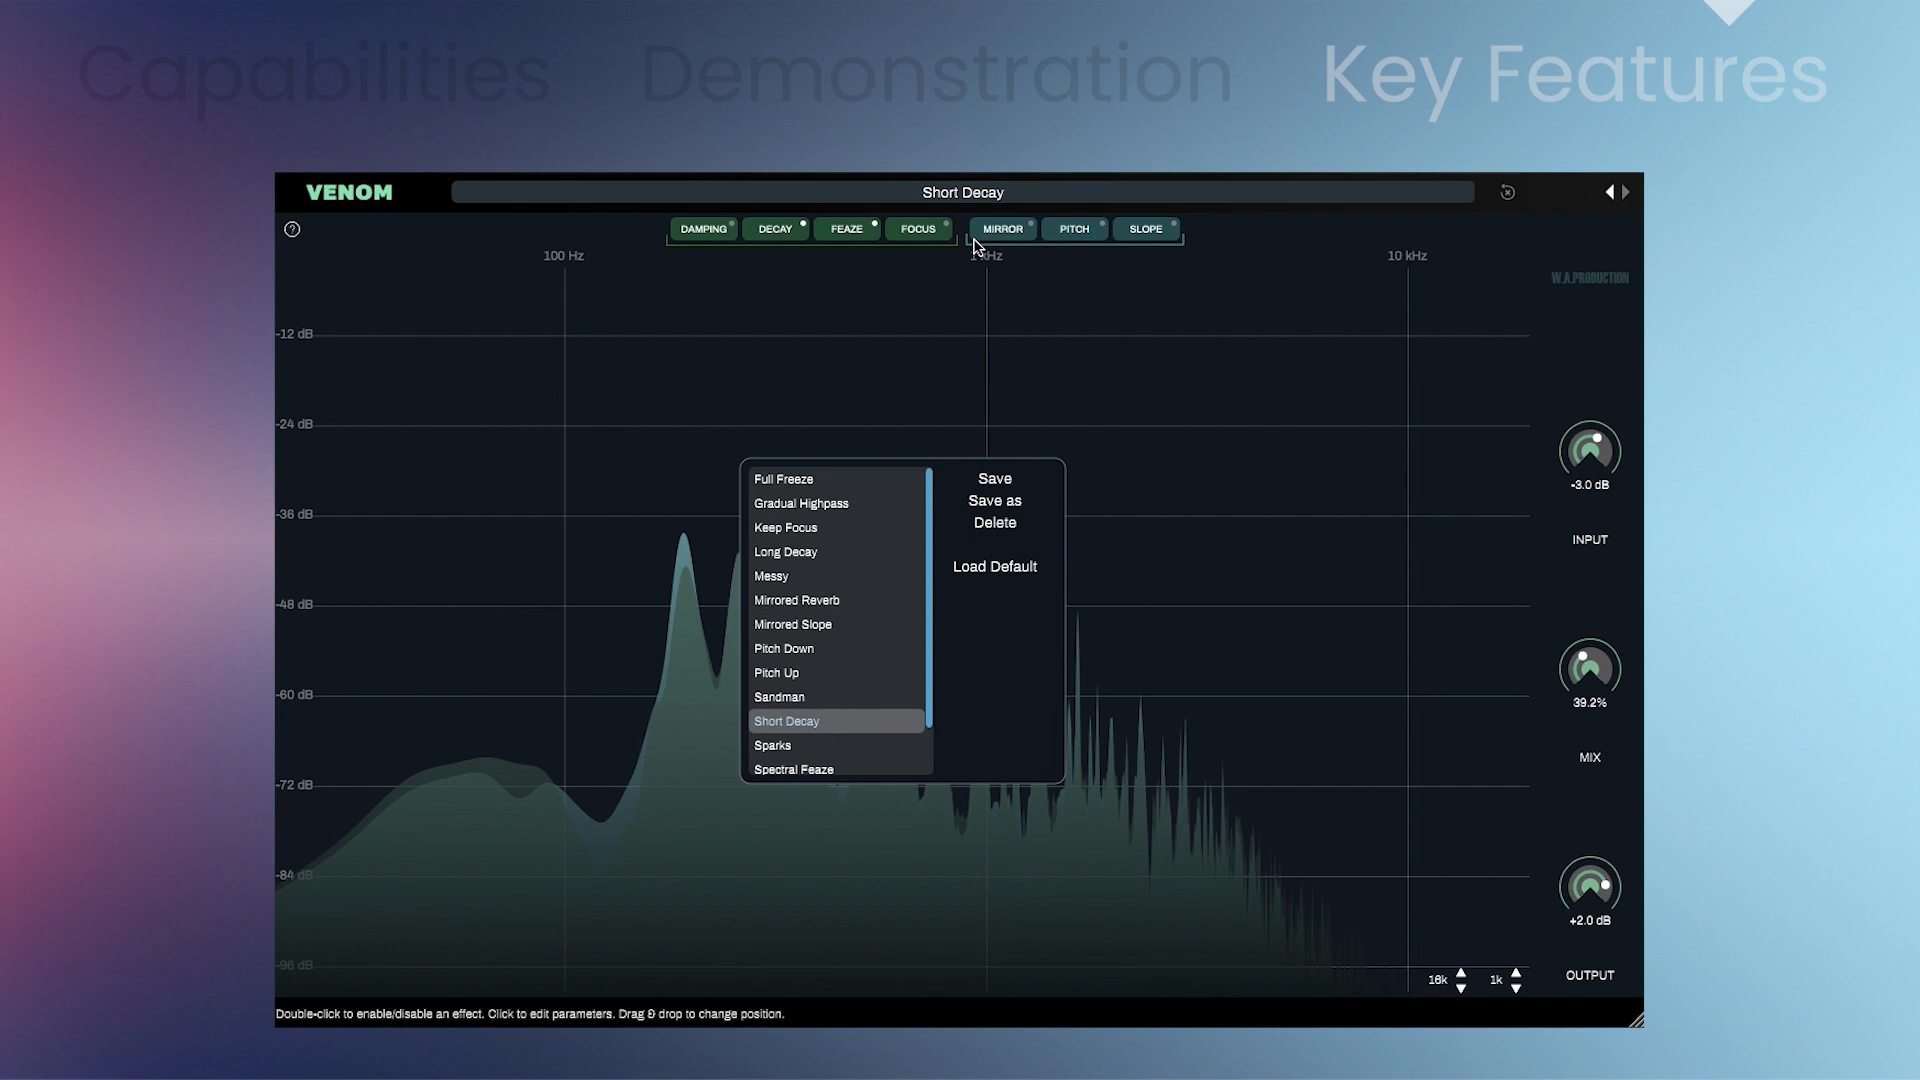 Capabilities Demonstration Key Features
VENOM
Short Decay
?
DAMPING DECAY FEAZE FOCUS MIRROR PITCH SLOPE
100 Hz
10 kHz
W.A.PRODUCTION
-12 dB
-24 dB
-36 dB
-48 dB
-60 dB
-72 dB
-84 dB
-96 dB
Full Freeze
Gradual Highpass
Keep Focus
Long Decay
Messy
Mirrored Reverb
Mirrored Slope
Pitch Down
Pitch Up
Sandman
Short Decay
Sparks
Spectral Feaze
Save
Save as
Delete
Load Default
-3.0 dB
INPUT
39.2%
MIX
+2.0 dB
OUTPUT
16k 1k
Double-click to enable/disable an effect. Click to edit parameters. Drag & drop to change position.